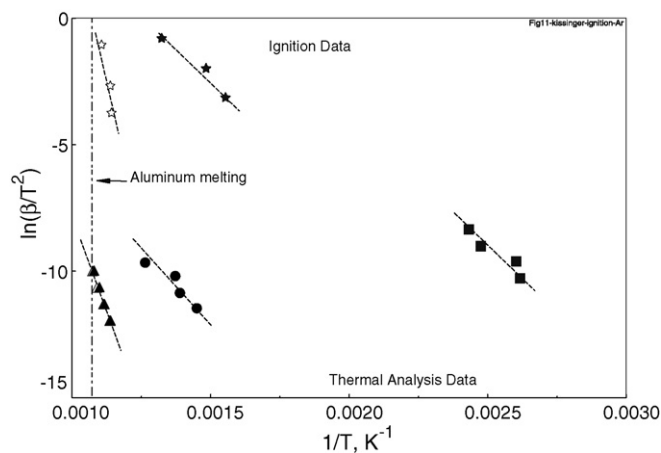 Fig11-kissinger-ignition-Ar
0
Ignition Data
-5
Aluminum melting
ln(β/T²)
-10
Thermal Analysis Data
-15
0.0010 0.0015 0.0020 0.0025 0.0030
1/T, K⁻¹